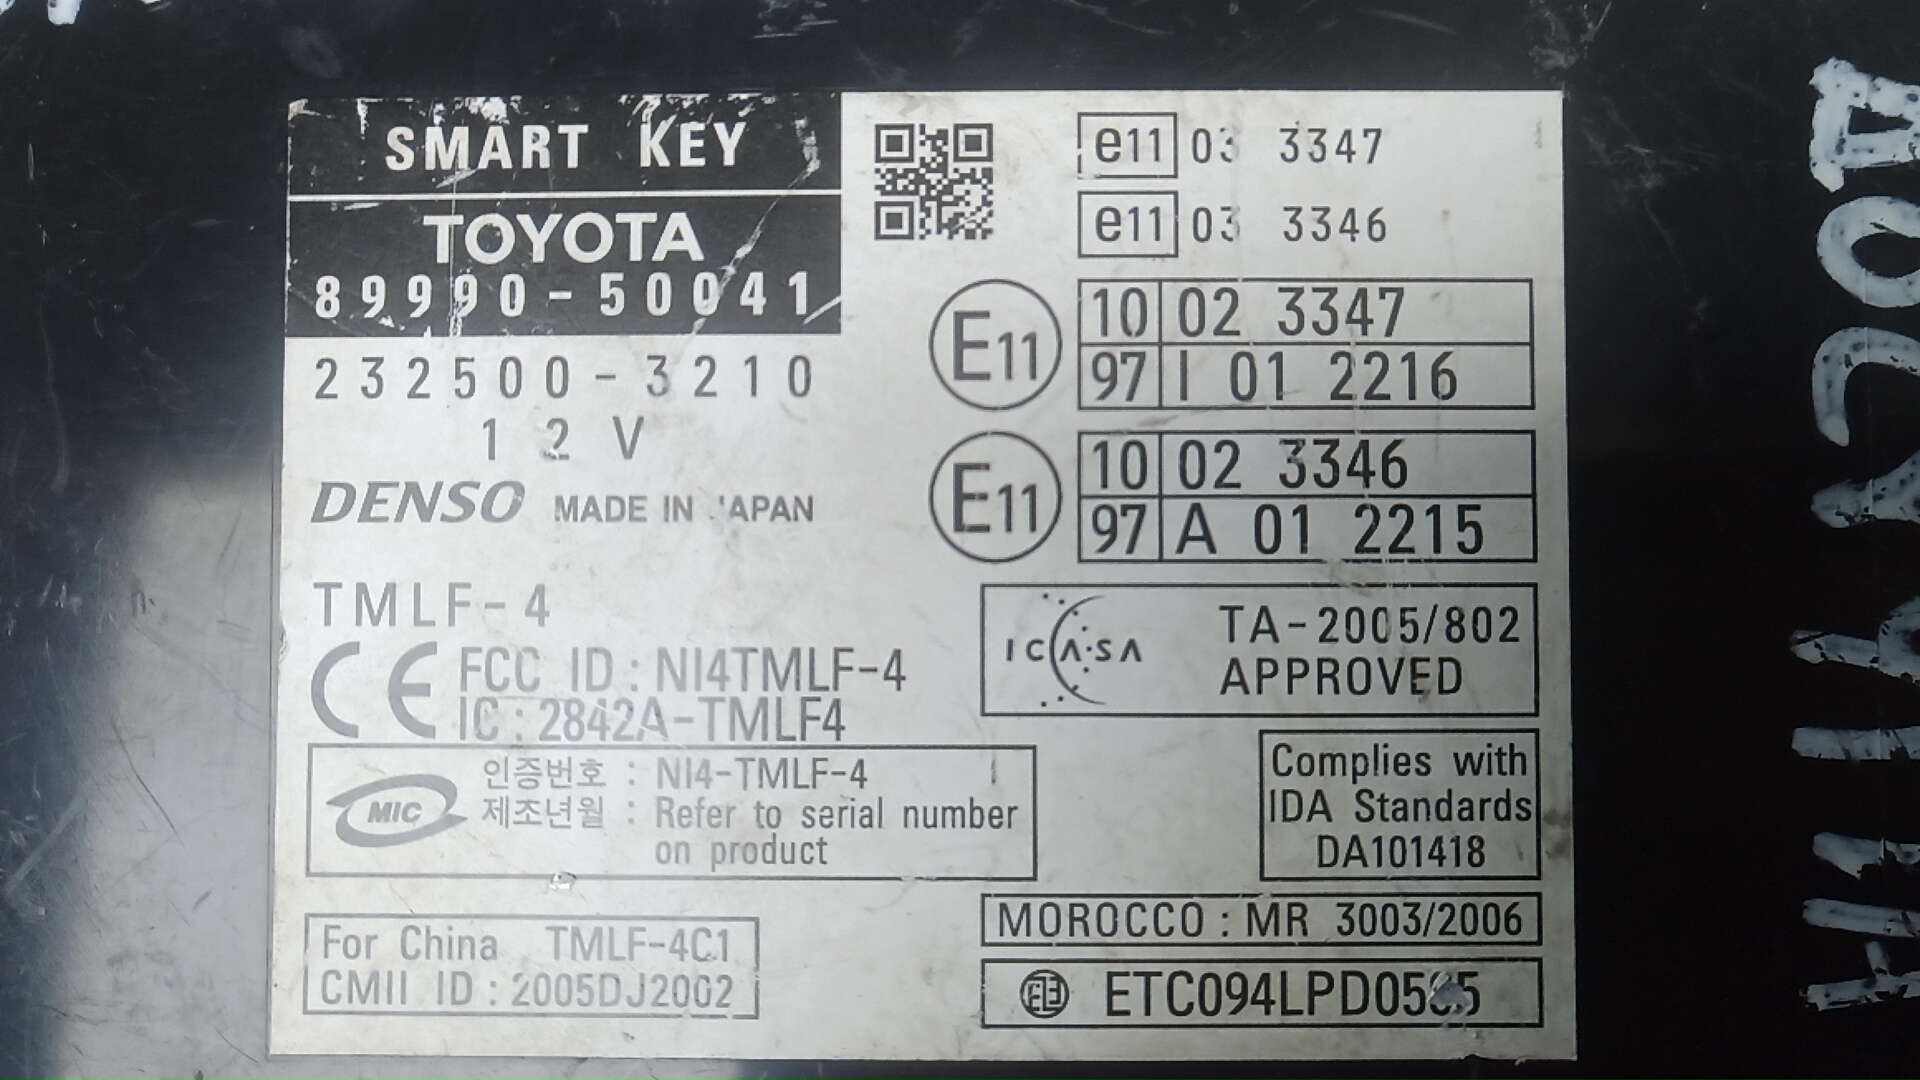 SMART KEY
TOYOTA
89990-50041
232500-3210
12V
DENSO MADE IN JAPAN
TMLF-4
CE FCC ID : NI4TMLF-4
IC : 2842A-TMLF4
MIC 인증번호 : NI4-TMLF-4
제조년월 : Refer to serial number
on product
For China TMLF-4C1
CMII ID : 2005DJ2002
e11 03 3347
e11 03 3346
E11 10 02 3347
97 I 01 2216
E11 10 02 3346
97 A 01 2215
ICASA TA-2005/802
APPROVED
Complies with
IDA Standards
DA101418
MOROCCO : MR 3003/2006